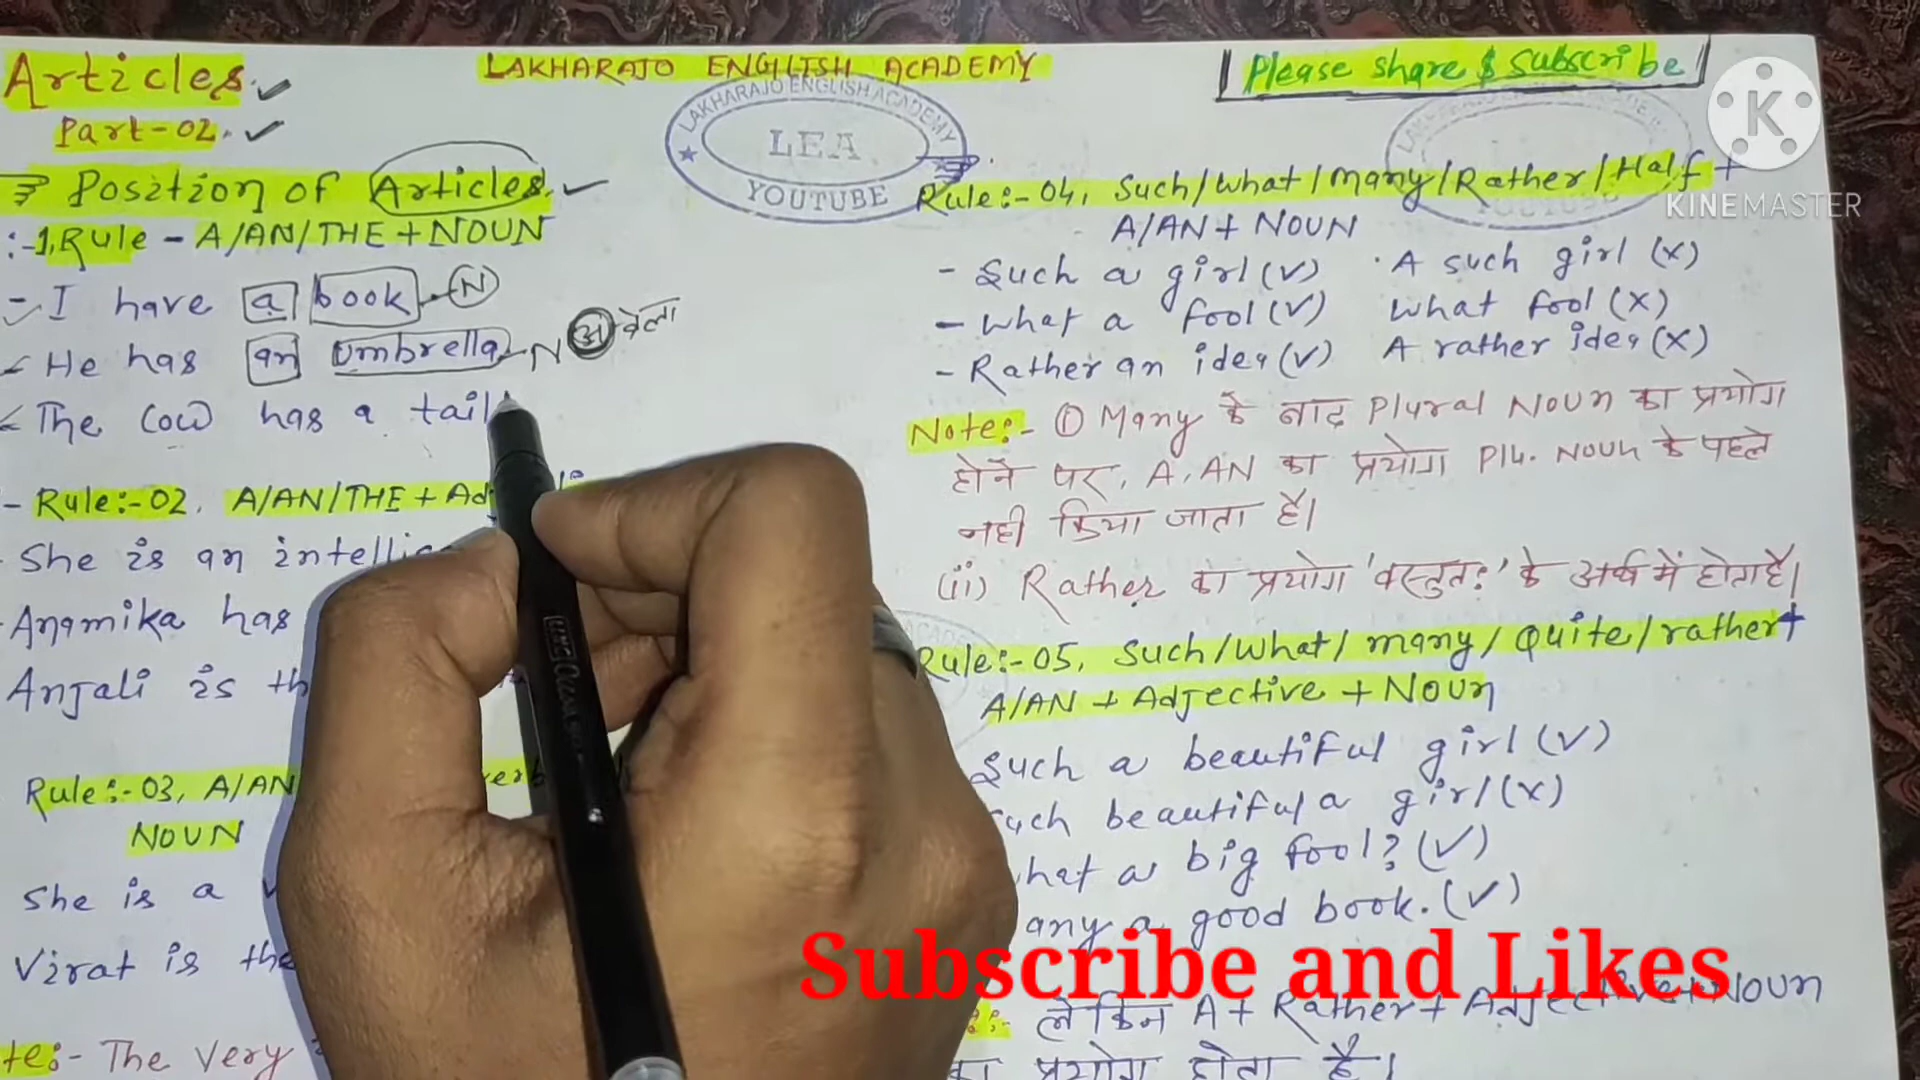 Articles.
Part-02.
Position of Articles.
:-1, Rule - A/AN/THE + NOUN
- I have a book - N
He has an Umbrella - N अ वेला
The Cow has a tail
- Rule:-02. A/AN/THE +
She is an
Anamika has
Anjali is
Rule:-03, A/AN
NOUN
She is a
Virat is the
:- The very
LAKHARAJO ENGLISH ACADEMY
LAKHARAJO ENGLISH ACADEMY
LEA
YOUTUBE
Please share & subscribe
K
KINEMASTER
Rule:-04, Such/what/many/Rather/Half +
A/AN + NOUN
- Such a girl (✓) A such girl (x)
- What a fool (✓) What fool (x)
- Rather an idea (✓) A rather idea (x)
Note:- ① Many के बाद Plural NOUN का प्रयोग
होने पर, A, AN का प्रयोग Plu. NOUN के पहले
नही किया जाता है।
(ii) Rather का प्रयोग 'वस्तुतः' के अर्थ में होता है।
Rule:-05, Such/what/many/Quite/rather+
A/AN + Adjective + NOUN
Such a beautiful girl (✓)
beautiful a girl (x)
a big fool? (✓)
a good book. (✓)
Subscribe and Likes
:- लेकिन A + Rather + Adjective + NOUN
का प्रयोग होता है।